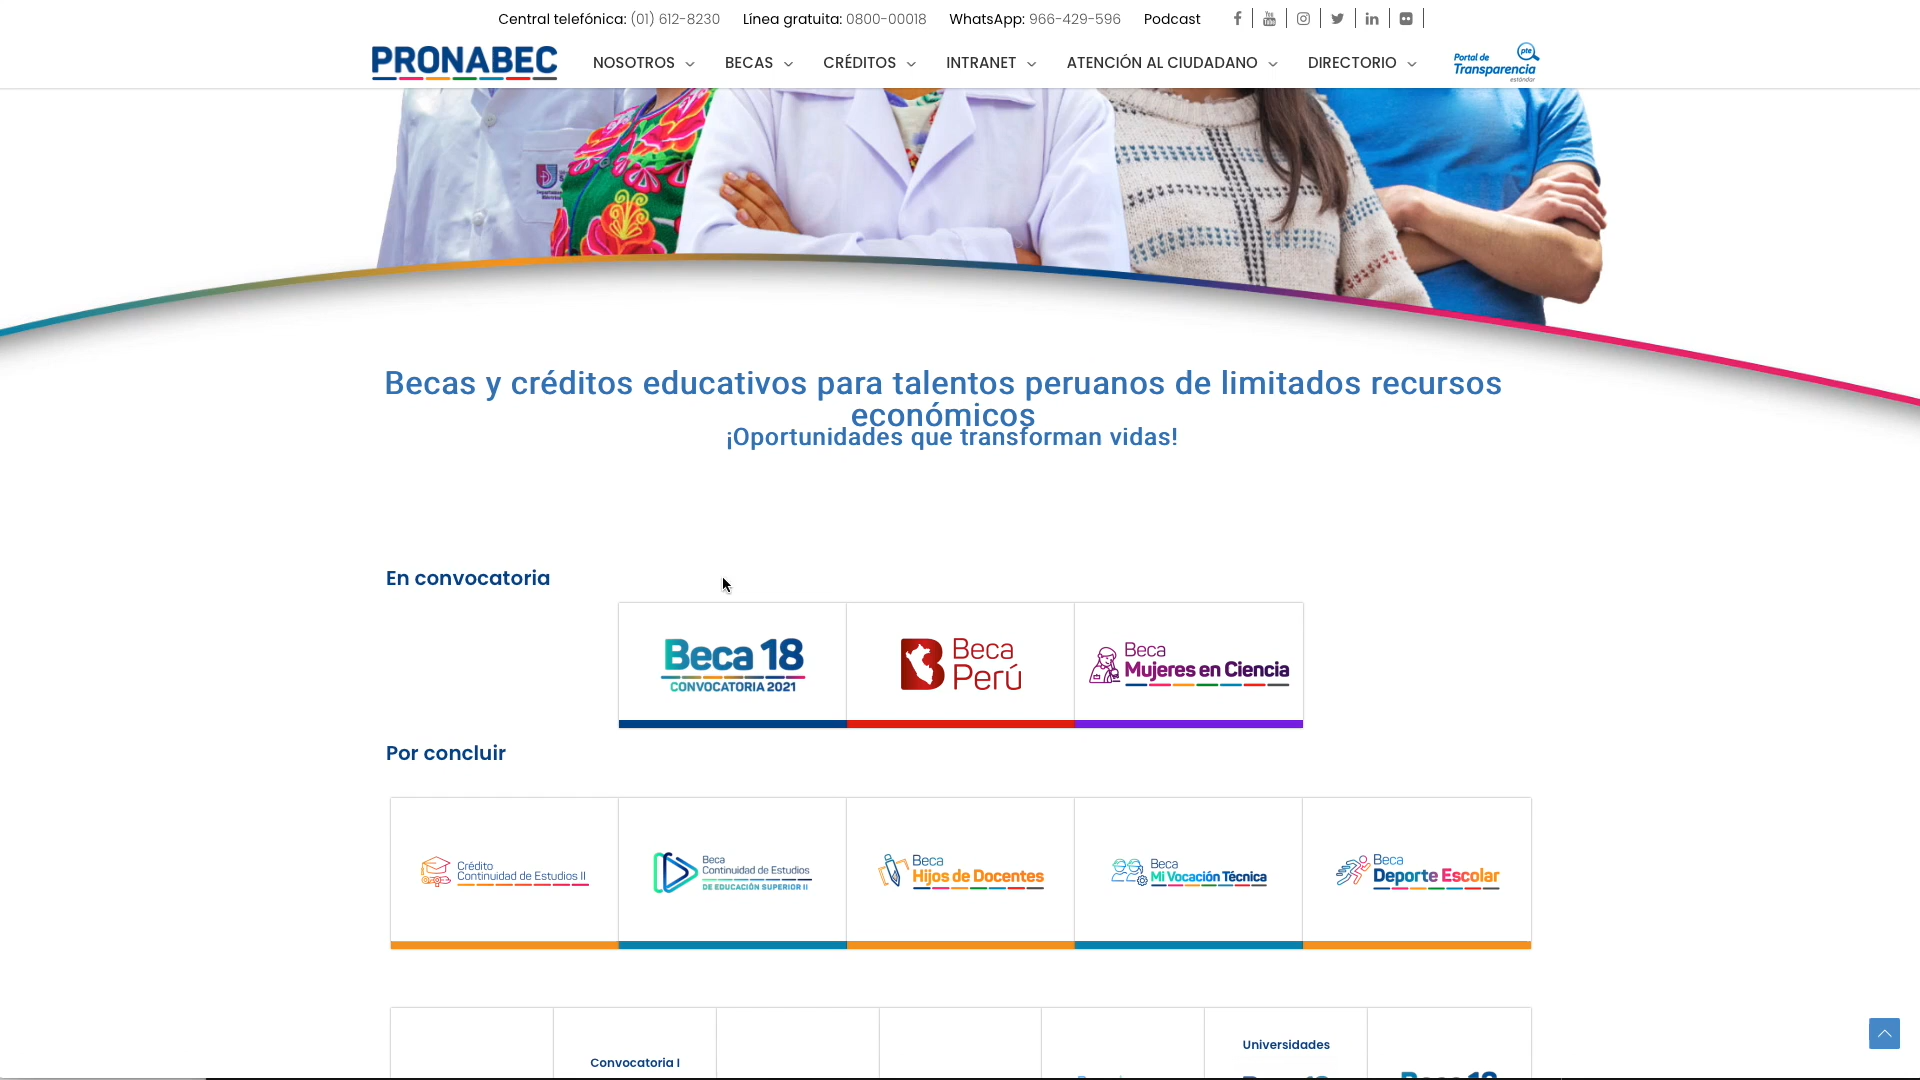 Central telefónica: (01) 612-8230 Línea gratuita: 0800-00018 WhatsApp: 966-429-596 Podcast
PRONABEC NOSOTROS BECAS CRÉDITOS INTRANET ATENCIÓN AL CIUDADANO DIRECTORIO
Portal de pte
Transparencia
estándar
Becas y créditos educativos para talentos peruanos de limitados recursos
económicos
¡Oportunidades que transforman vidas!
En convocatoria
Beca 18
CONVOCATORIA 2021
Beca
Perú
Beca
Mujeres en Ciencia
Por concluir
Crédito
Continuidad de Estudios II
Beca
Continuidad de Estudios
DE EDUCACIÓN SUPERIOR II
Beca
Hijos de Docentes
Beca
Mi Vocación Técnica
Beca
Deporte Escolar
Convocatoria I
Universidades